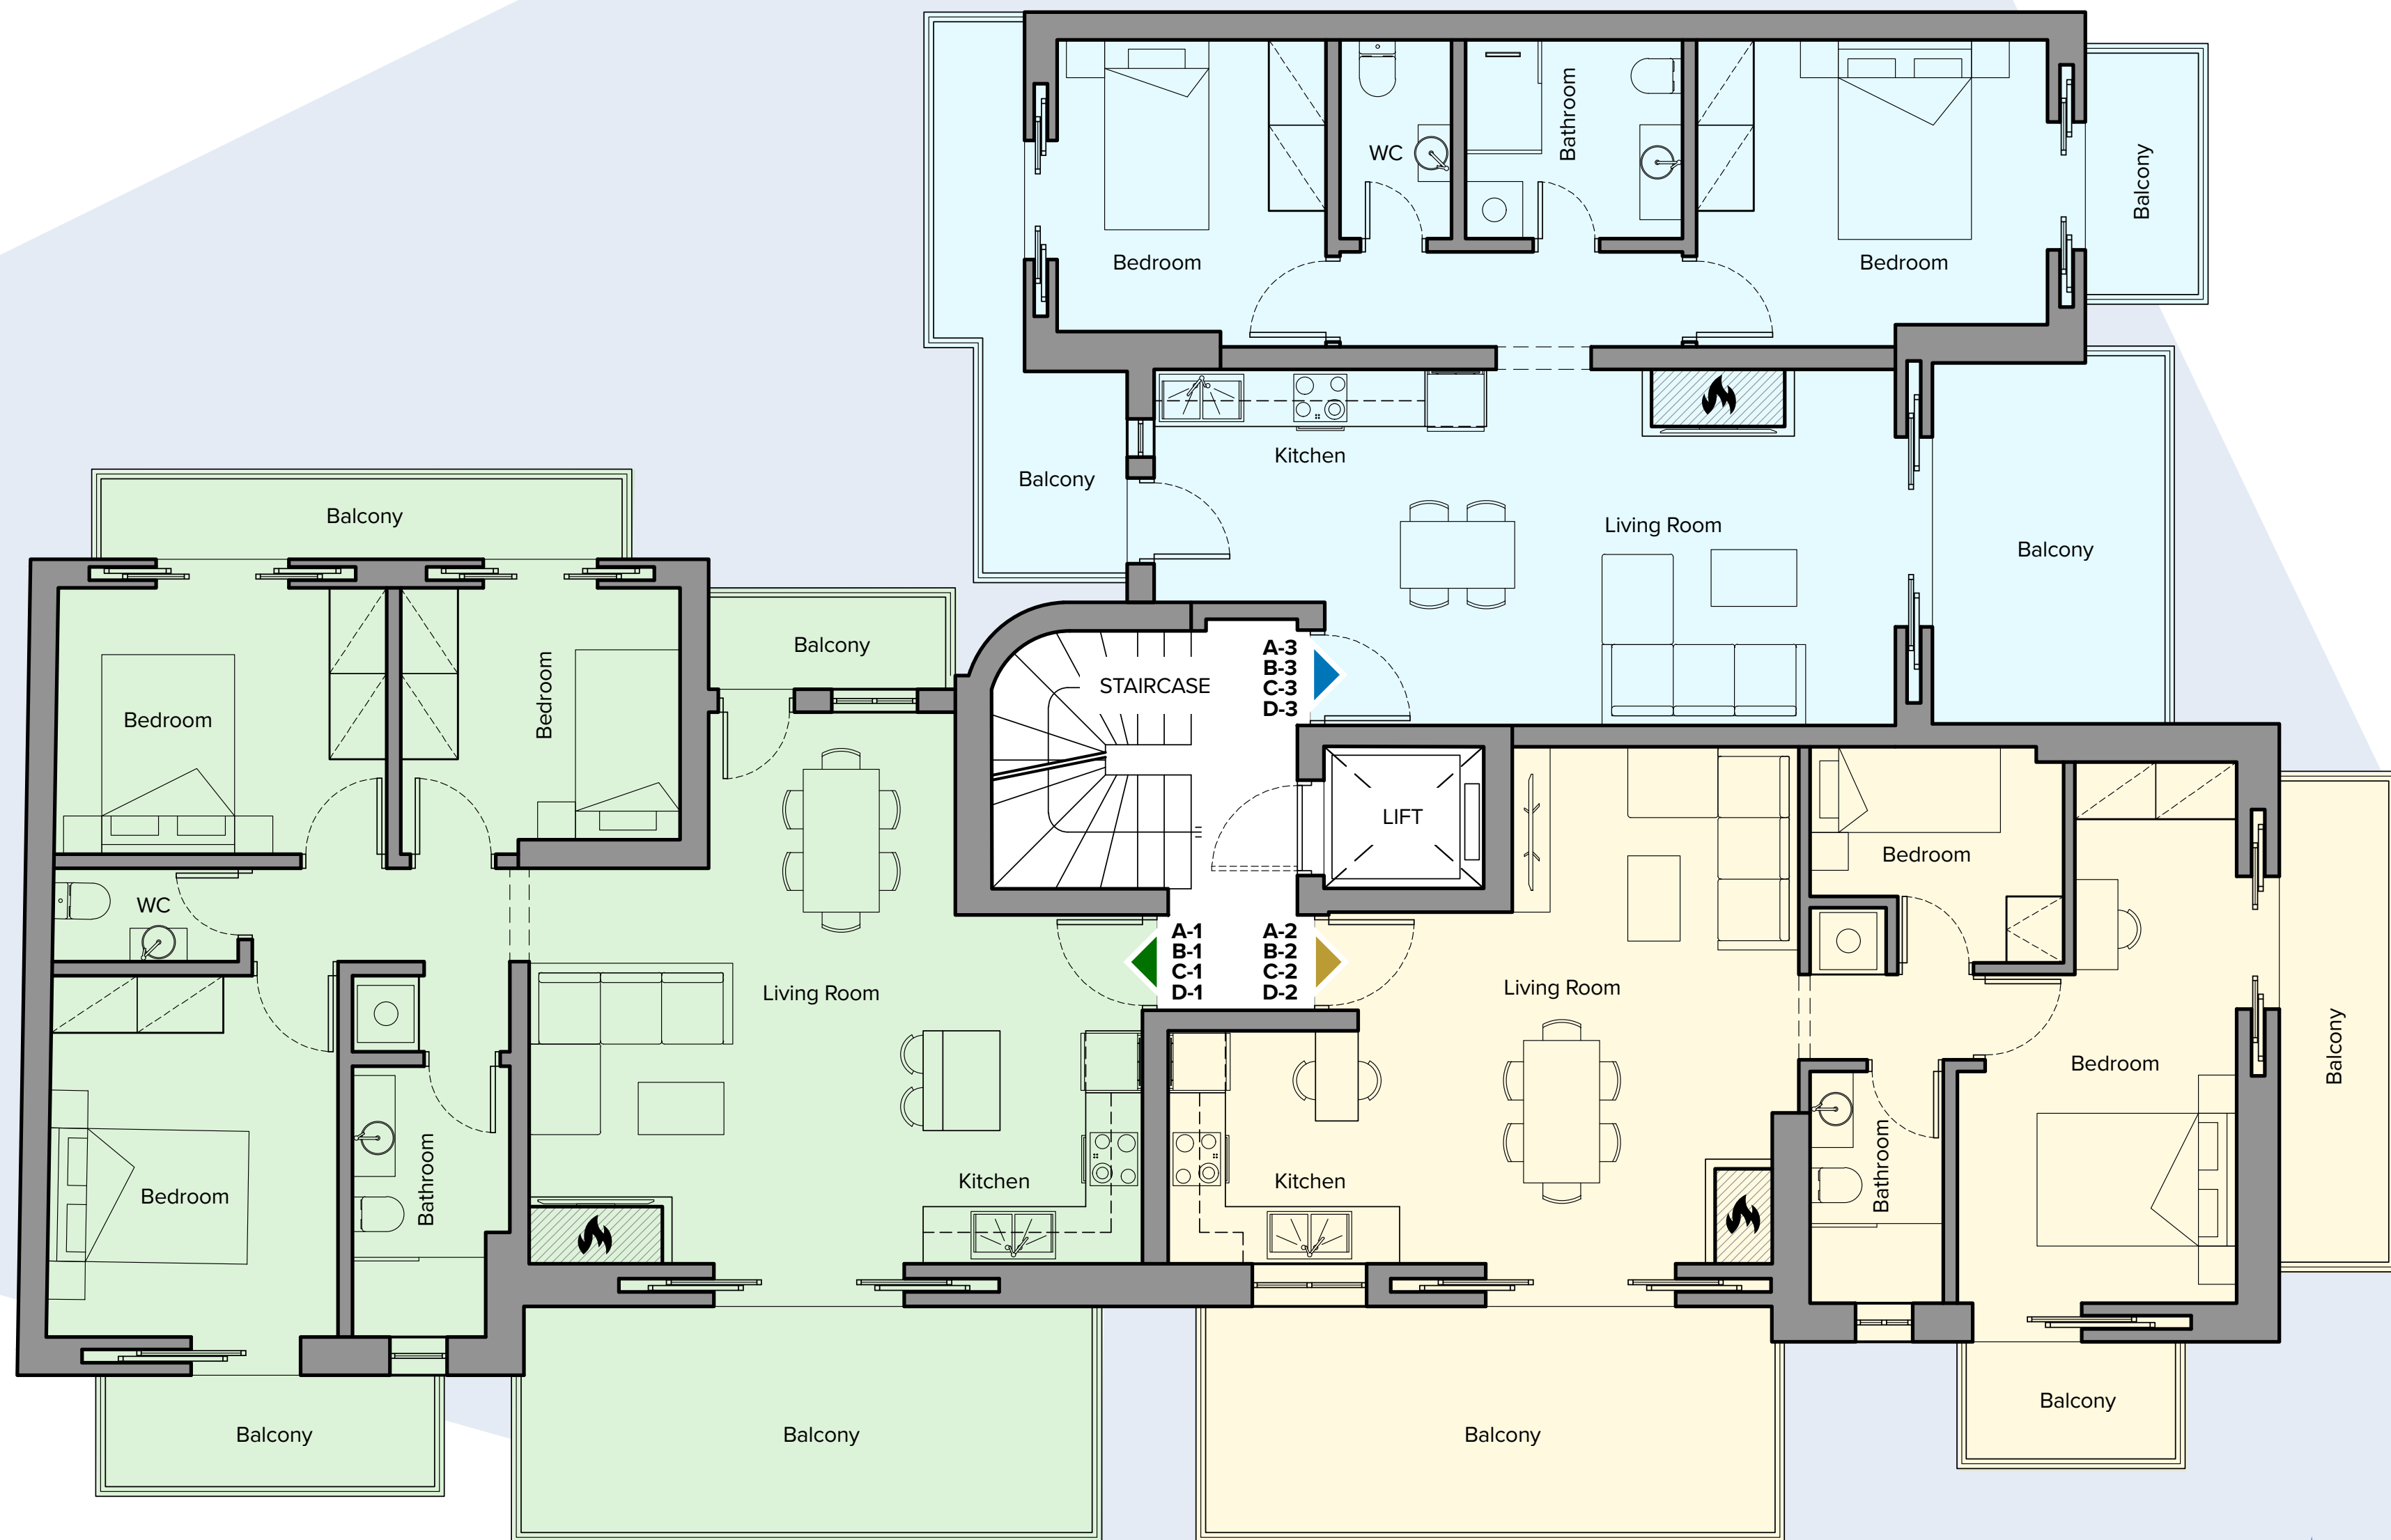 Bathroom
Balcony
WC
Bedroom
Bedroom
Kitchen
Balcony
Living Room
Balcony
Balcony
Balcony
STAIRCASE
A-3
B-3
C-3
D-3
Bedroom
Bedroom
LIFT
Bedroom
WC
A-1
B-1
C-1
D-1
A-2
B-2
C-2
D-2
Living Room
Living Room
Balcony
Bedroom
Bedroom
Bathroom
Kitchen
Kitchen
Bathroom
Balcony
Balcony
Balcony
Balcony